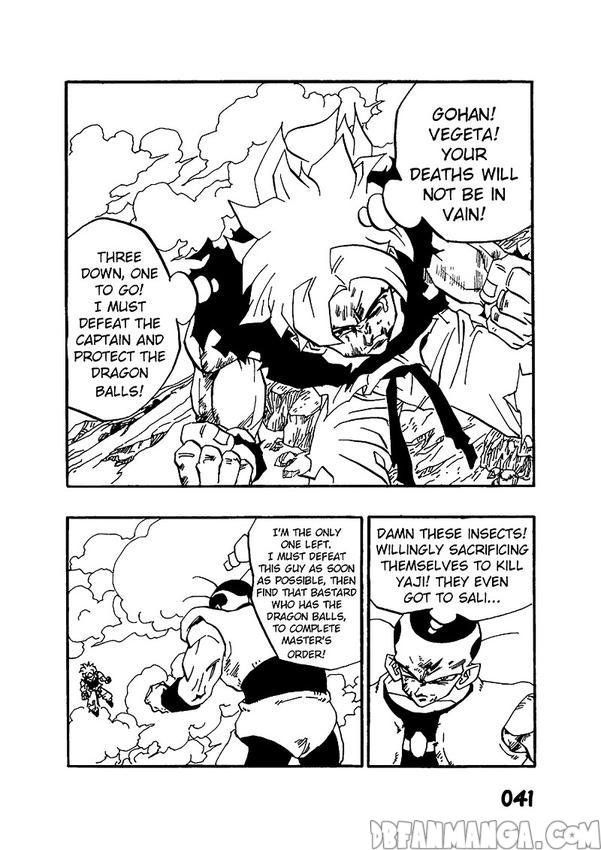 GOHAN!
VEGETA!
YOUR
DEATHS WILL
NOT BE IN
VAIN!
THREE
DOWN, ONE
TO GO!
I MUST
DEFEAT THE
CAPTAIN AND
PROTECT THE
DRAGON
BALLS!
DAMN THESE INSECTS!
WILLINGLY SACRIFICING
THEMSELVES TO KILL
YAJI! THEY EVEN
GOT TO SALI...
I'M THE ONLY
ONE LEFT.
I MUST DEFEAT
THIS GUY AS SOON
AS POSSIBLE, THEN
FIND THAT BASTARD
WHO HAS THE
DRAGON BALLS,
TO COMPLETE
MASTER'S
ORDER!
041
DBFANMANGA.COM